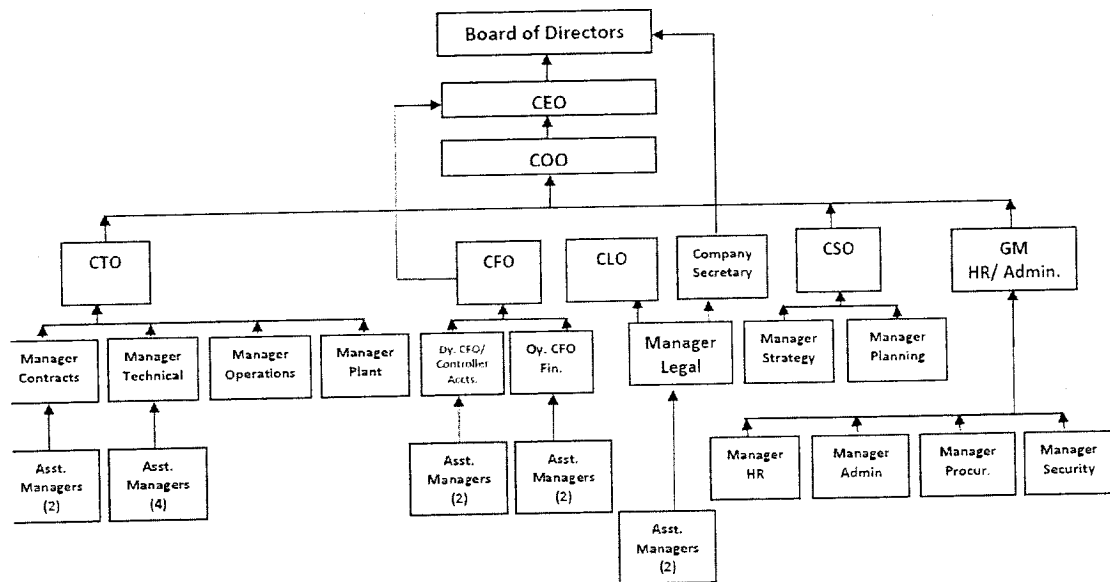 Board of Directors
CEO
COO
CTO
CFO
CLO
Company
Secretary
CSO
GM
HR/ Admin.
Manager
Contracts
Manager
Technical
Manager
Operations
Manager
Plant
Dy. CFO/
Controller
Accts.
Oy. CFO
Fin.
Manager
Legal
Manager
Strategy
Manager
Planning
Asst.
Managers
(2)
Asst.
Managers
(4)
Asst.
Managers
(2)
Asst.
Managers
(2)
Manager
HR
Manager
Admin
Manager
Procur.
Manager
Security
Asst.
Managers
(2)